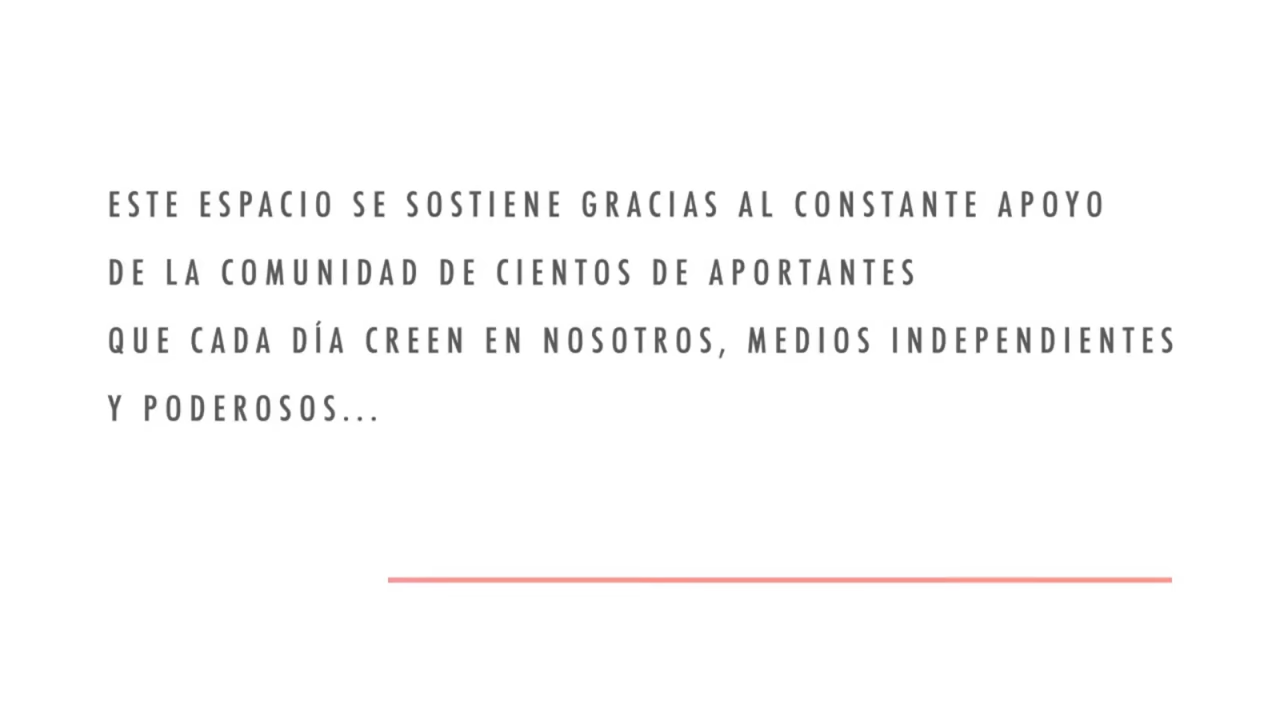 ESTE ESPACIO SE SOSTIENE GRACIAS AL CONSTANTE APOYO
DE LA COMUNIDAD DE CIENTOS DE APORTANTES
QUE CADA DÍA CREEN EN NOSOTROS, MEDIOS INDEPENDIENTES
Y PODEROSOS...